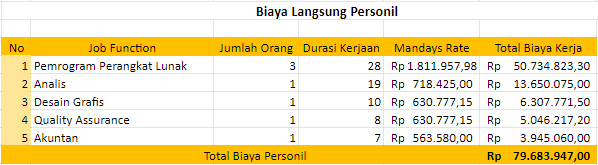 Biaya Langsung Personil
No Job Function Jumlah Orang Durasi Kerjaan Mandays Rate Total Biaya Kerja
1 Pemrogram Perangkat Lunak 3 28 Rp 1.811.957,98 Rp 50.734.823,30
2 Analis 1 19 Rp 718.425,00 Rp 13.650.075,00
3 Desain Grafis 1 10 Rp 630.777,15 Rp 6.307.771,50
4 Quality Assurance 1 8 Rp 630.777,15 Rp 5.046.217,20
5 Akuntan 1 7 Rp 563.580,00 Rp 3.945.060,00
Total Biaya Personil Rp 79.683.947,00